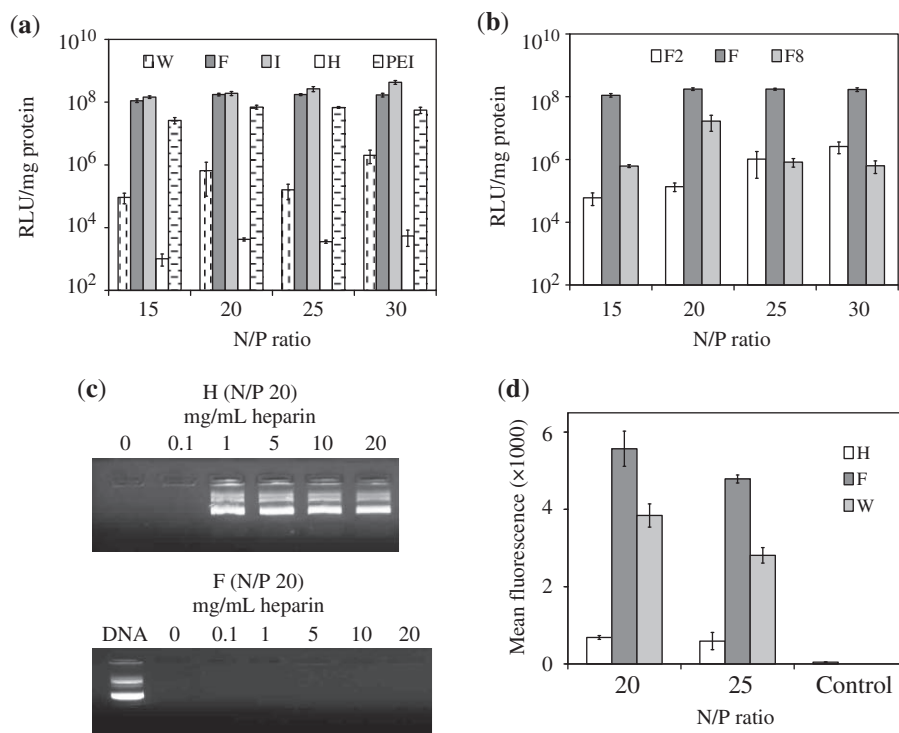 (a)
10^10
10^8
10^6
10^4
10^2
RLU/mg protein
W F I H PEI
15 20 25 30
N/P ratio
(b)
10^10
10^8
10^6
10^4
10^2
RLU/mg protein
F2 F F8
15 20 25 30
N/P ratio
(c)
H (N/P 20)
mg/mL heparin
0 0.1 1 5 10 20
F (N/P 20)
mg/mL heparin
DNA 0 0.1 1 5 10 20
(d)
6
4
2
0
Mean fluorescence (×1000)
H
F
W
20 25 Control
N/P ratio